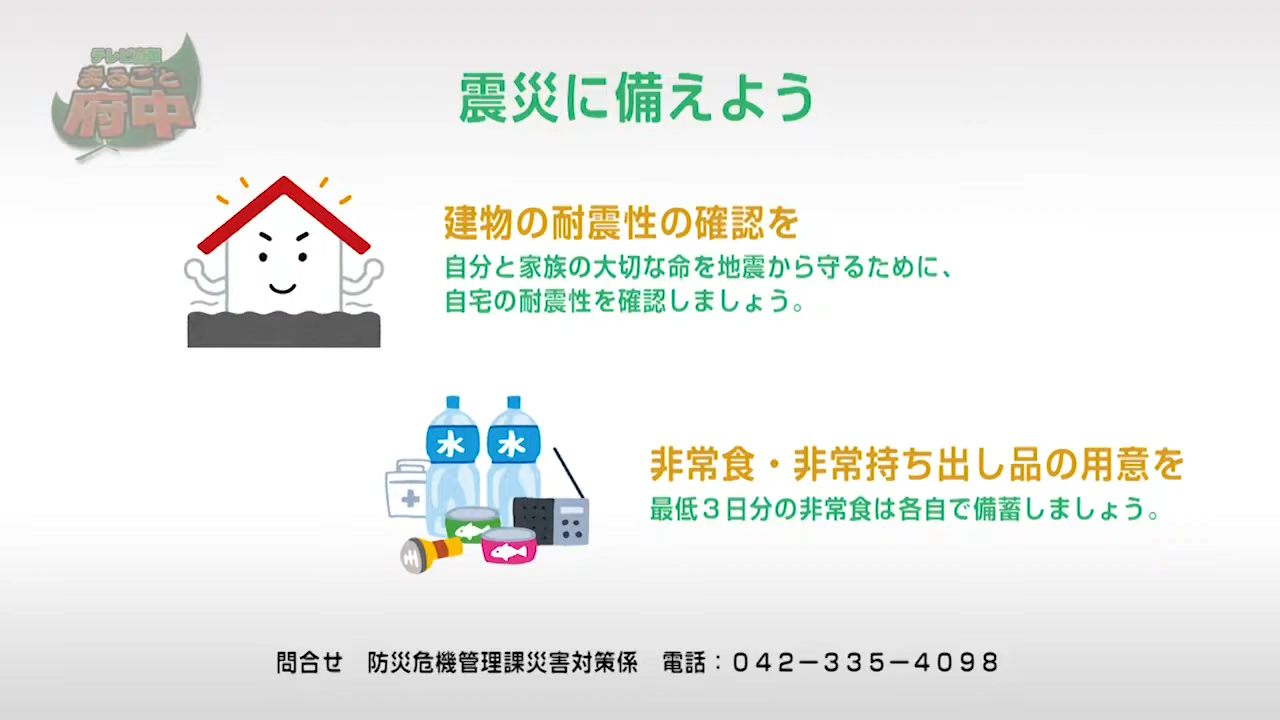 まるごと
府中
震災に備えよう
建物の耐震性の確認を
自分と家族の大切な命を地震から守るために、
自宅の耐震性を確認しましょう。
水 水
非常食・非常持ち出し品の用意を
最低３日分の非常食は各自で備蓄しましょう。
問合せ　防災危機管理課災害対策係　電話：０４２－３３５－４０９８